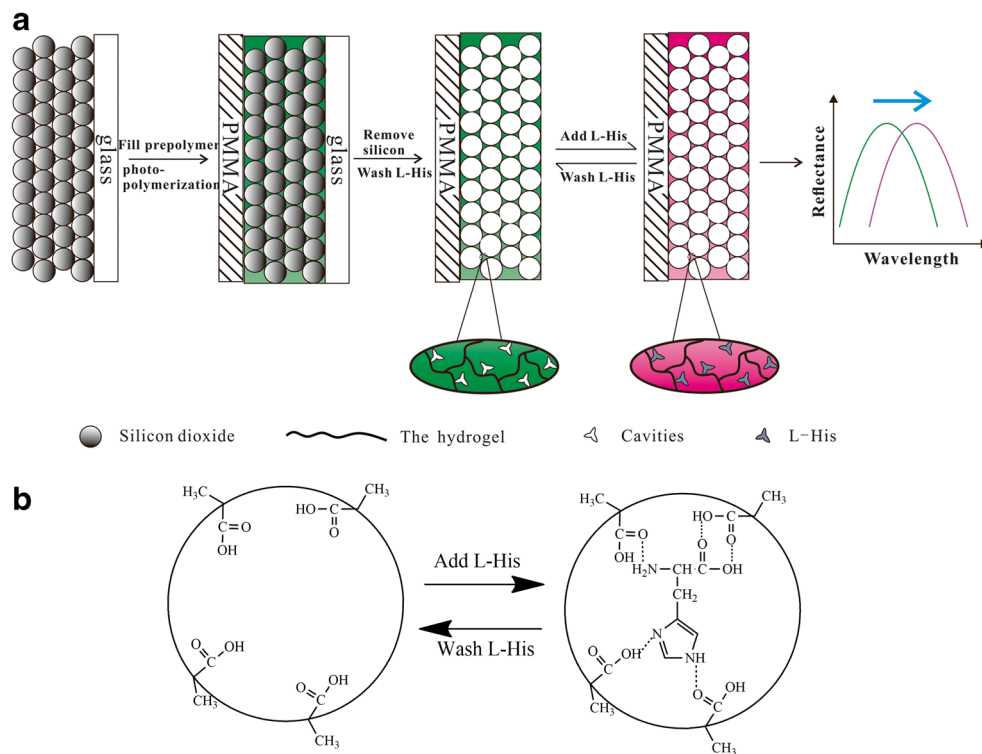 a
glass
Fill prepolymer
photo-
polymerization
PMMA
glass
Remove
silicon
Wash L-His
PMMA
Add L-His
Wash L-His
PMMA
Reflectance
Wavelength
Silicon dioxide
The hydrogel
Cavities
L-His
b
H₃C
C=O
OH
CH₃
HO-C
O
O
C
OH
CH₃
O
C
OH
CH₃
Add L-His
Wash L-His
H₃C
C=O
OH
CH₃
HO-C
O
O
H₂N-CH-C-OH
CH₂
N
NH
O
C
OH
CH₃
O
C
OH
CH₃